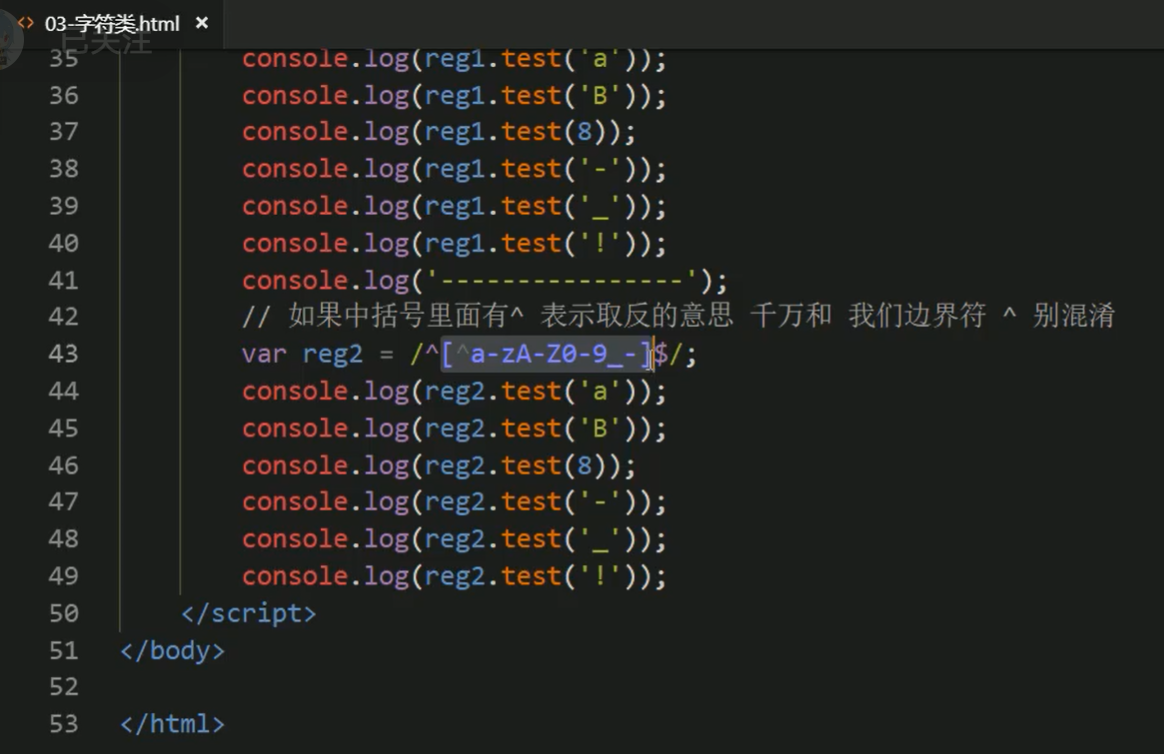 03-字符类.html ×
已关注
35 console.log(reg1.test('a'));
36 console.log(reg1.test('B'));
37 console.log(reg1.test(8));
38 console.log(reg1.test('-'));
39 console.log(reg1.test('_'));
40 console.log(reg1.test('!'));
41 console.log('----------------');
42 // 如果中括号里面有^ 表示取反的意思 千万和 我们边界符 ^ 别混淆
43 var reg2 = /^[^a-zA-Z0-9_-]$/;
44 console.log(reg2.test('a'));
45 console.log(reg2.test('B'));
46 console.log(reg2.test(8));
47 console.log(reg2.test('-'));
48 console.log(reg2.test('_'));
49 console.log(reg2.test('!'));
50 </script>
51 </body>
52
53 </html>